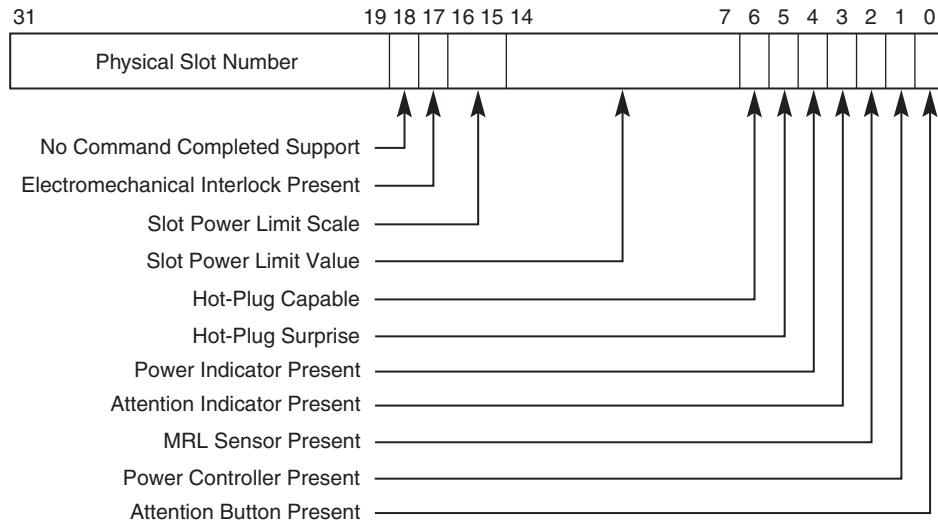 31 19 18 17 16 15 14 7 6 5 4 3 2 1 0
Physical Slot Number
No Command Completed Support
Electromechanical Interlock Present
Slot Power Limit Scale
Slot Power Limit Value
Hot-Plug Capable
Hot-Plug Surprise
Power Indicator Present
Attention Indicator Present
MRL Sensor Present
Power Controller Present
Attention Button Present